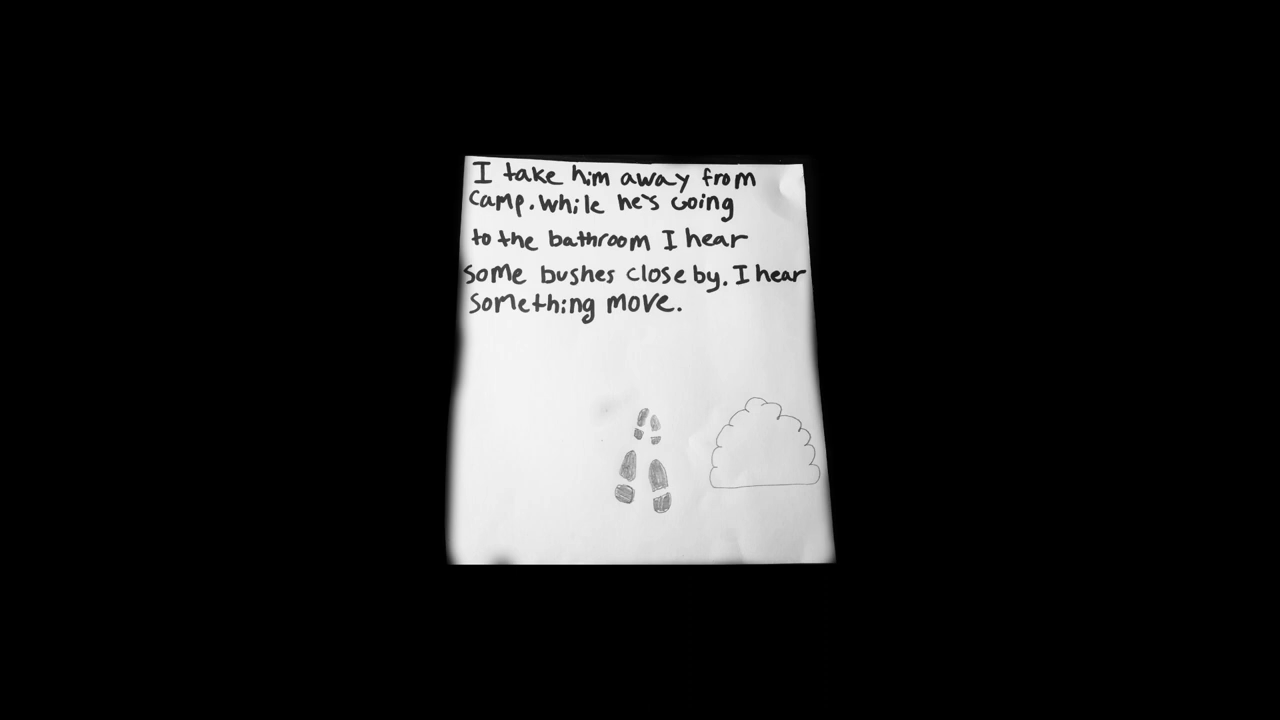 I take him away from
camp. While he's going
to the bathroom I hear
some bushes close by. I hear
something move.